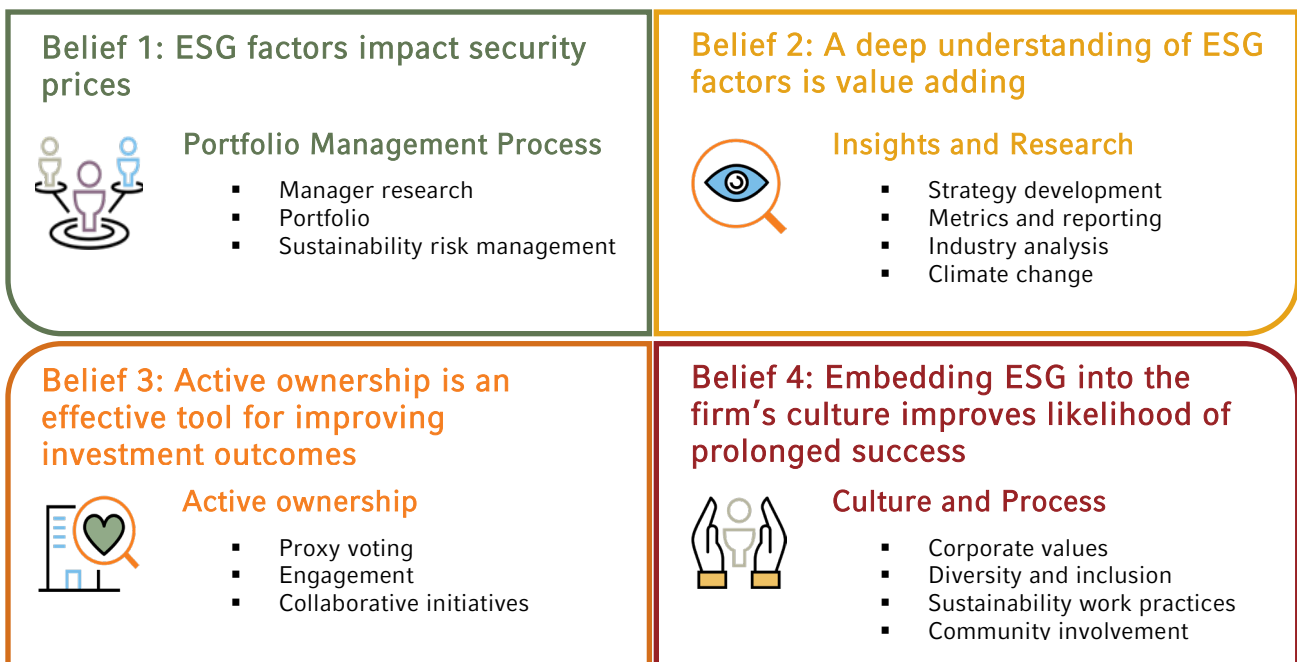 Belief 1: ESG factors impact security
prices
Portfolio Management Process
▪ Manager research
▪ Portfolio
▪ Sustainability risk management
Belief 2: A deep understanding of ESG
factors is value adding
Insights and Research
▪ Strategy development
▪ Metrics and reporting
▪ Industry analysis
▪ Climate change
Belief 3: Active ownership is an
effective tool for improving
investment outcomes
Active ownership
▪ Proxy voting
▪ Engagement
▪ Collaborative initiatives
Belief 4: Embedding ESG into the
firm’s culture improves likelihood of
prolonged success
Culture and Process
▪ Corporate values
▪ Diversity and inclusion
▪ Sustainability work practices
▪ Community involvement